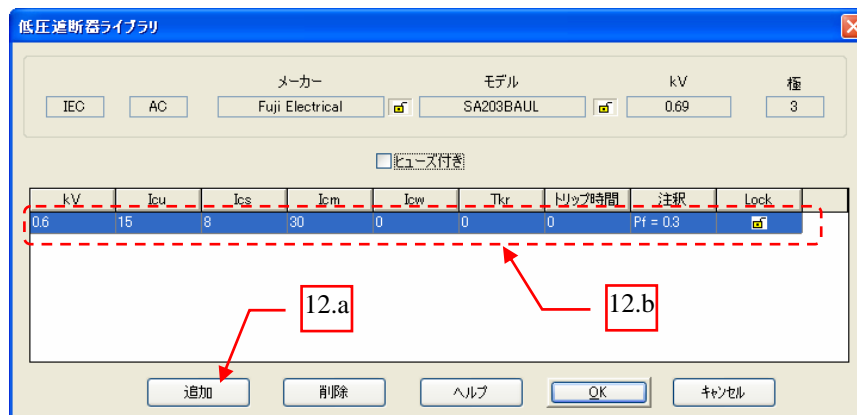 低圧遮断器ライブラリ
メーカー モデル kV 極
IEC AC Fuji Electrical SA203BAUL 0.69 3
ヒューズ付き
kV Icu Ics Icm Icw Tkr トリップ時間 注釈 Lock
0.6 15 8 30 0 0 0 Pf = 0.3
12.a 12.b
追加 削除 ヘルプ OK キャンセル